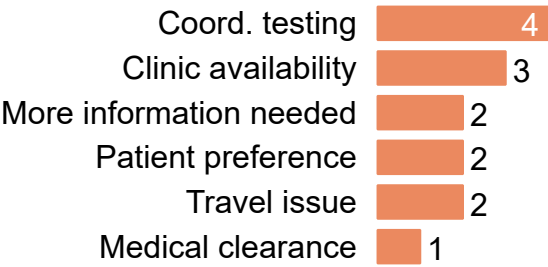 Coord. testing 4
Clinic availability 3
More information needed 2
Patient preference 2
Travel issue 2
Medical clearance 1